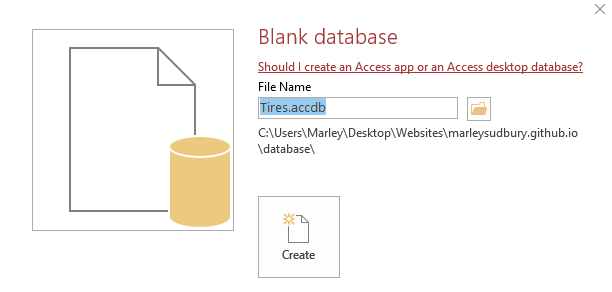 Blank database
Should I create an Access app or an Access desktop database?
File Name
Tires.accdb
C:\Users\Marley\Desktop\Websites\marleysudbury.github.io
\database\
Create